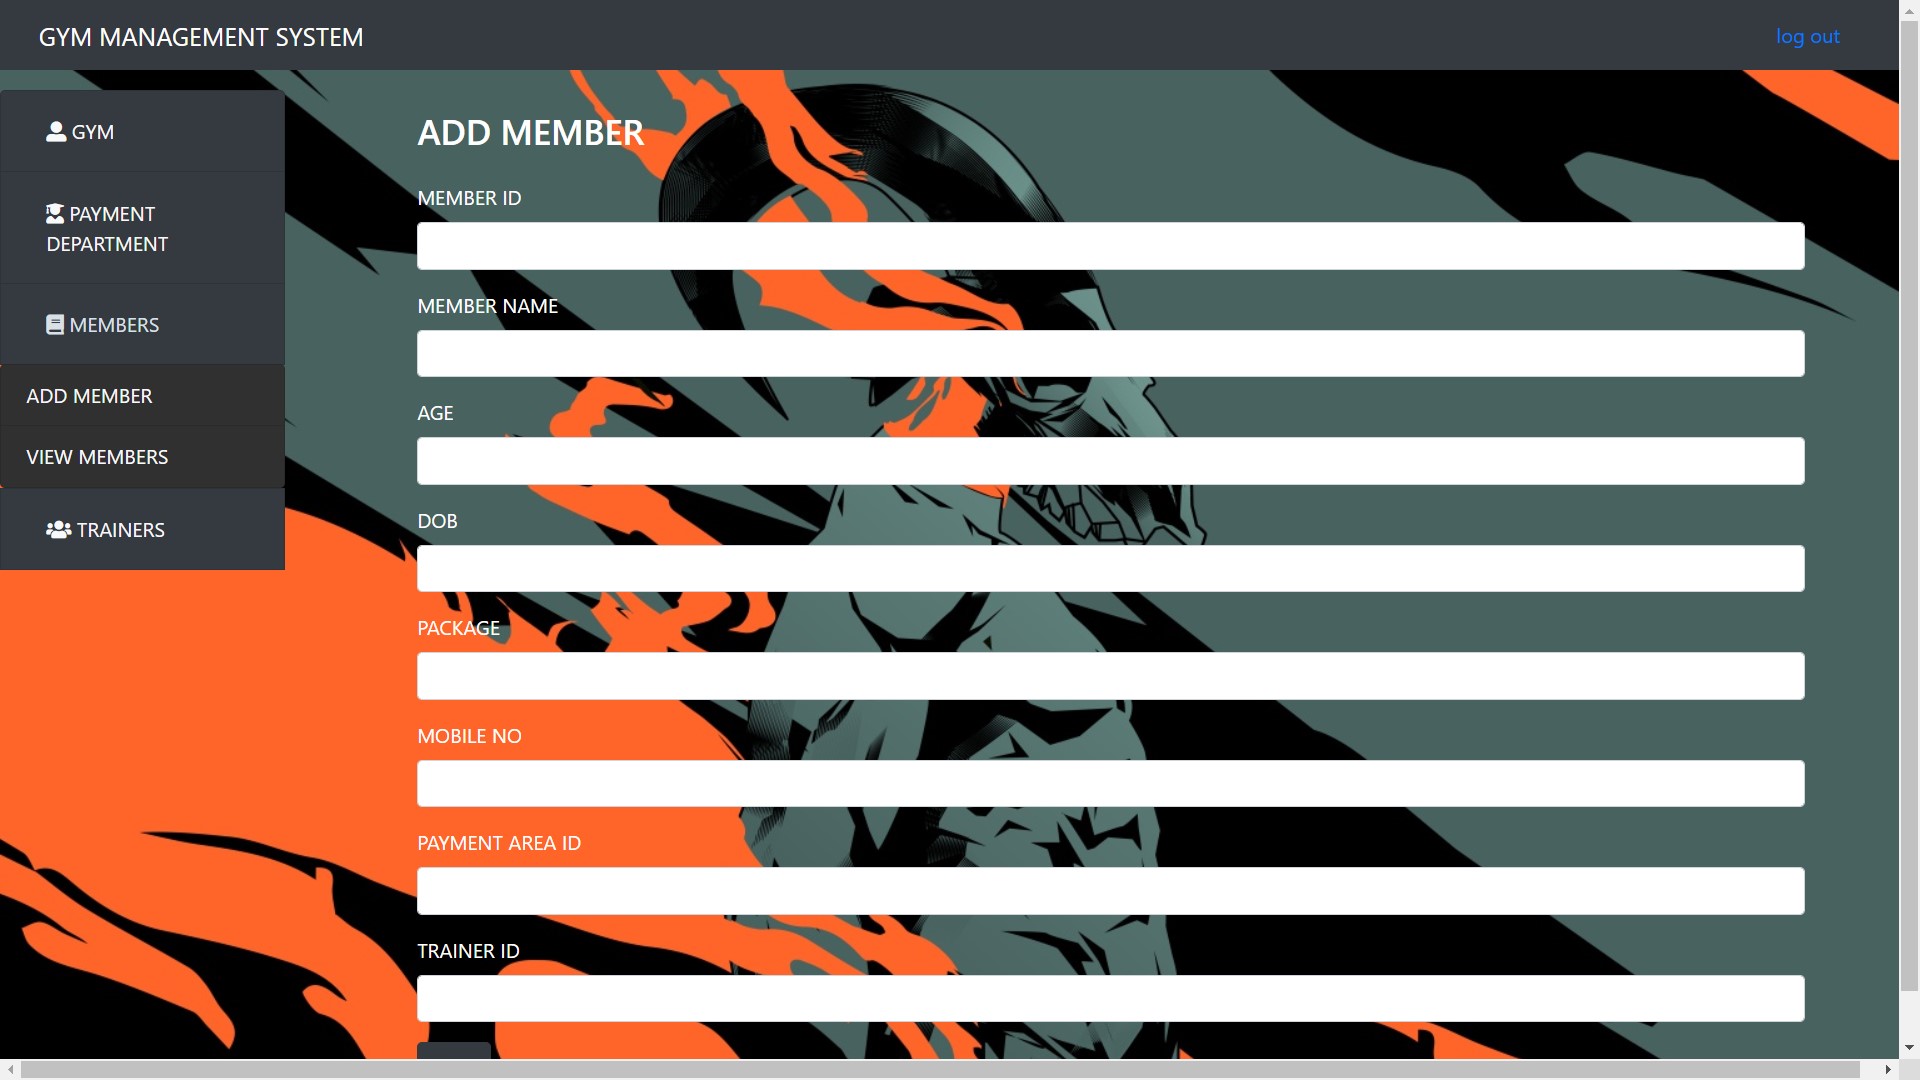 GYM MANAGEMENT SYSTEM
log out
GYM
PAYMENT
DEPARTMENT
MEMBERS
ADD MEMBER
VIEW MEMBERS
TRAINERS
ADD MEMBER
MEMBER ID
MEMBER NAME
AGE
DOB
PACKAGE
MOBILE NO
PAYMENT AREA ID
TRAINER ID